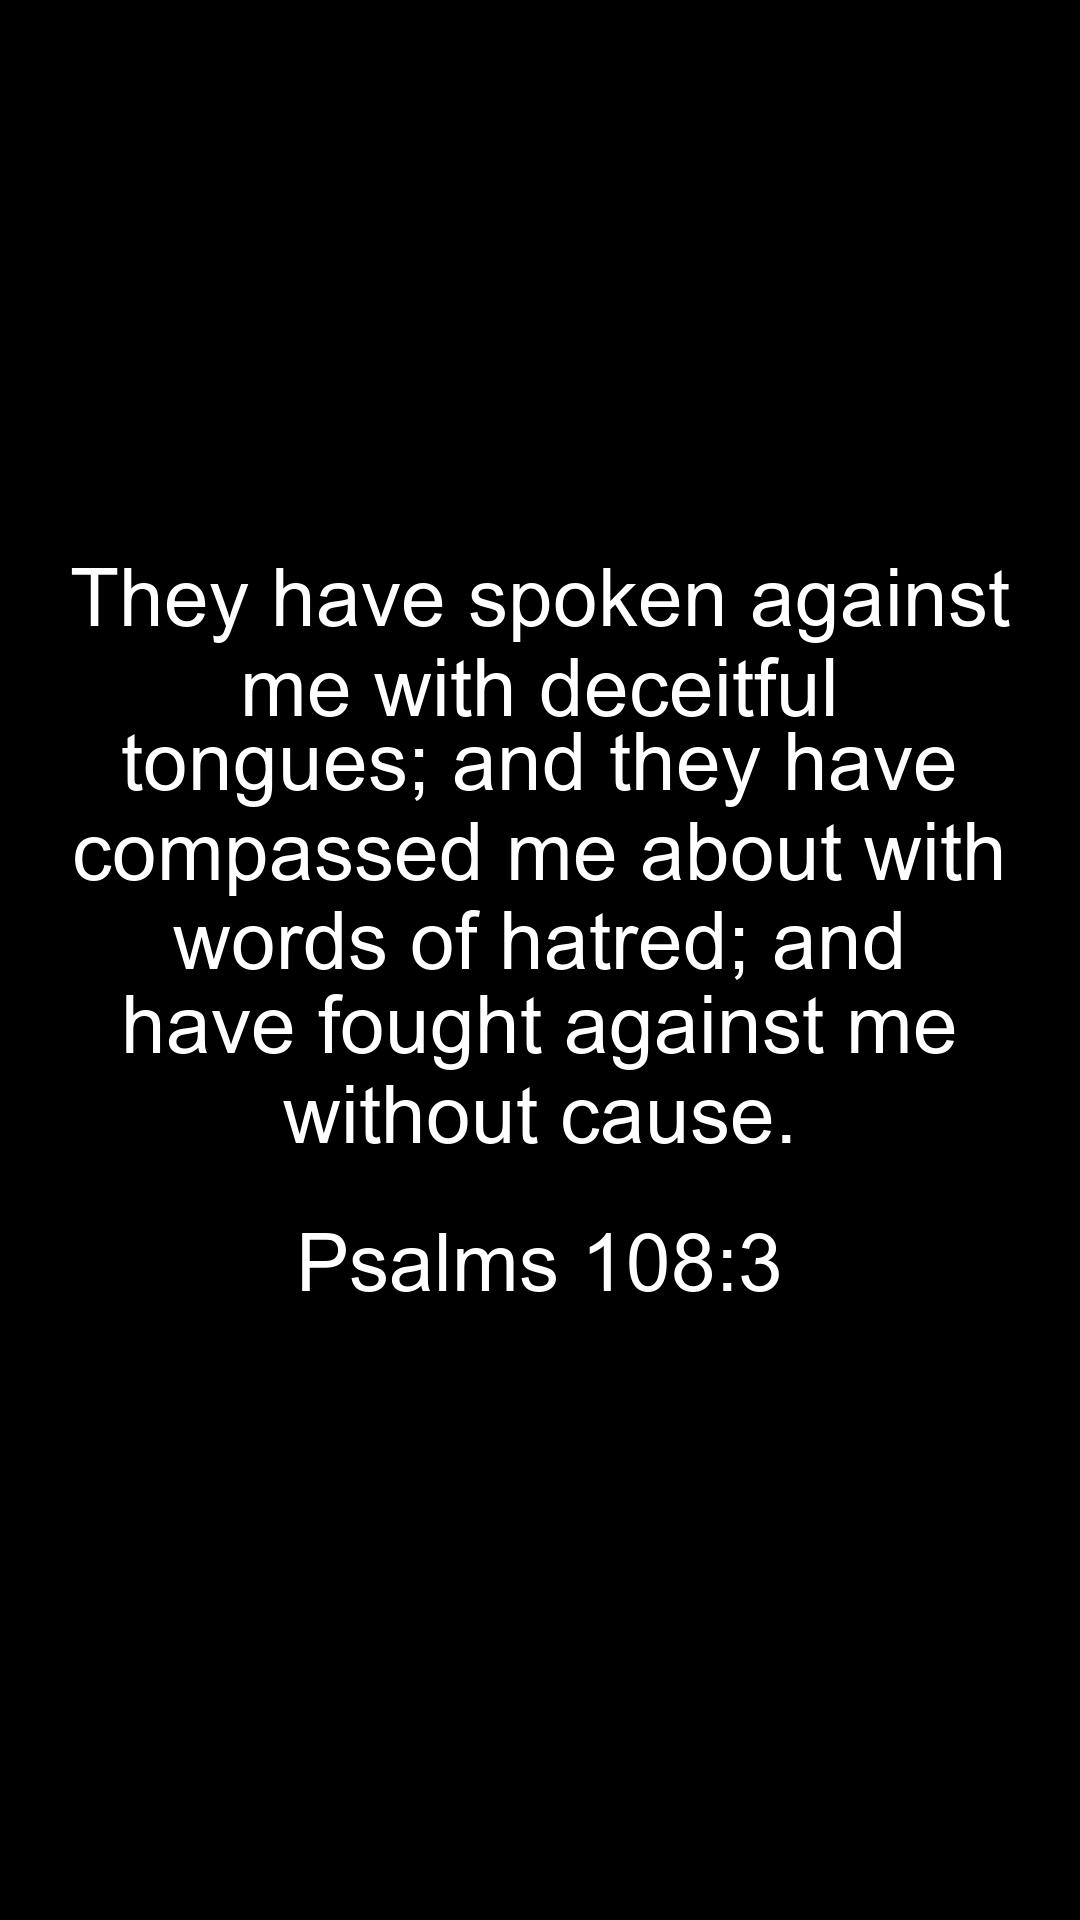 They have spoken against
me with deceitful
tongues; and they have
compassed me about with
words of hatred; and
have fought against me
without cause.
Psalms 108:3